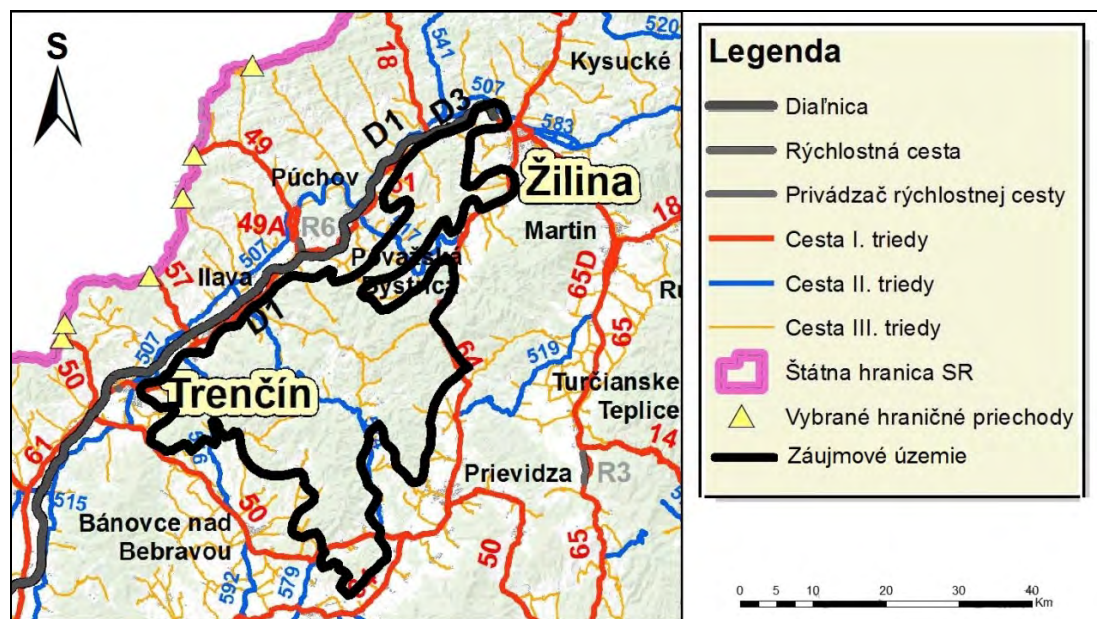 S
18
541
520
Kysucké
507
D3
D1
583
49
Púchov
61
Žilina
49A
R6
Martin
18
507
Považská
Bystrica
65D
57
Ilava
D1
65
507
64
519
50
Trenčín
Turčianske
Teplice
61
14
Prievidza
R3
515
50
Bánovce nad
Bebravou
50
65
592
579
Legenda
Diaľnica
Rýchlostná cesta
Privádzač rýchlostnej cesty
Cesta I. triedy
Cesta II. triedy
Cesta III. triedy
Štátna hranica SR
Vybrané hraničné priechody
Záujmové územie
0 5 10 20 30 40
Km